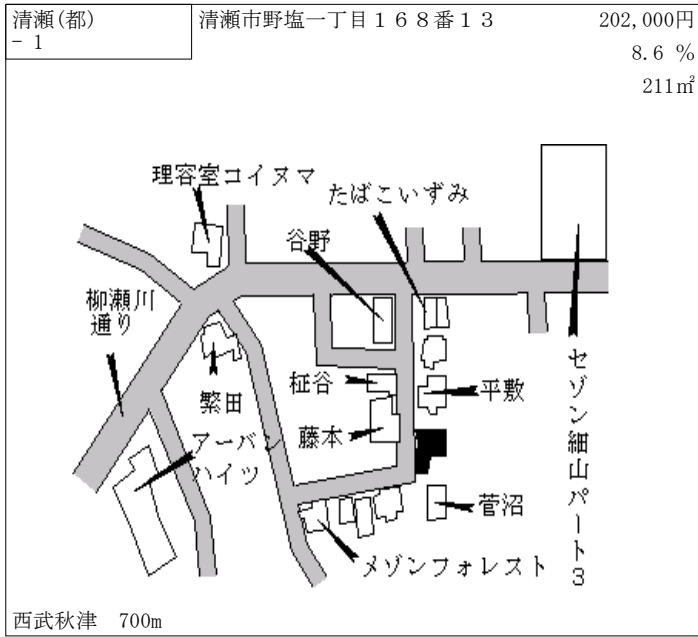 清瀬(都)
- 1
清瀬市野塩一丁目１６８番１３
202,000円
8.6 %
211㎡
理容室コイヌマ
たばこいずみ
谷野
柳瀬川
通り
繁田
柾谷
平敷
藤本
アーバン
ハイツ
菅沼
メゾンフォレスト
セゾン細山パート３
西武秋津　700m